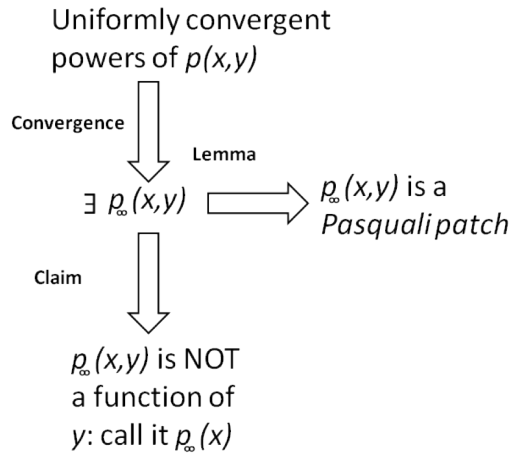 Uniformly convergent
powers of p(x,y)
Convergence
Lemma
∃ p∞(x,y)
p∞(x,y) is a
Pasquali patch
Claim
p∞(x,y) is NOT
a function of
y: call it p∞(x)